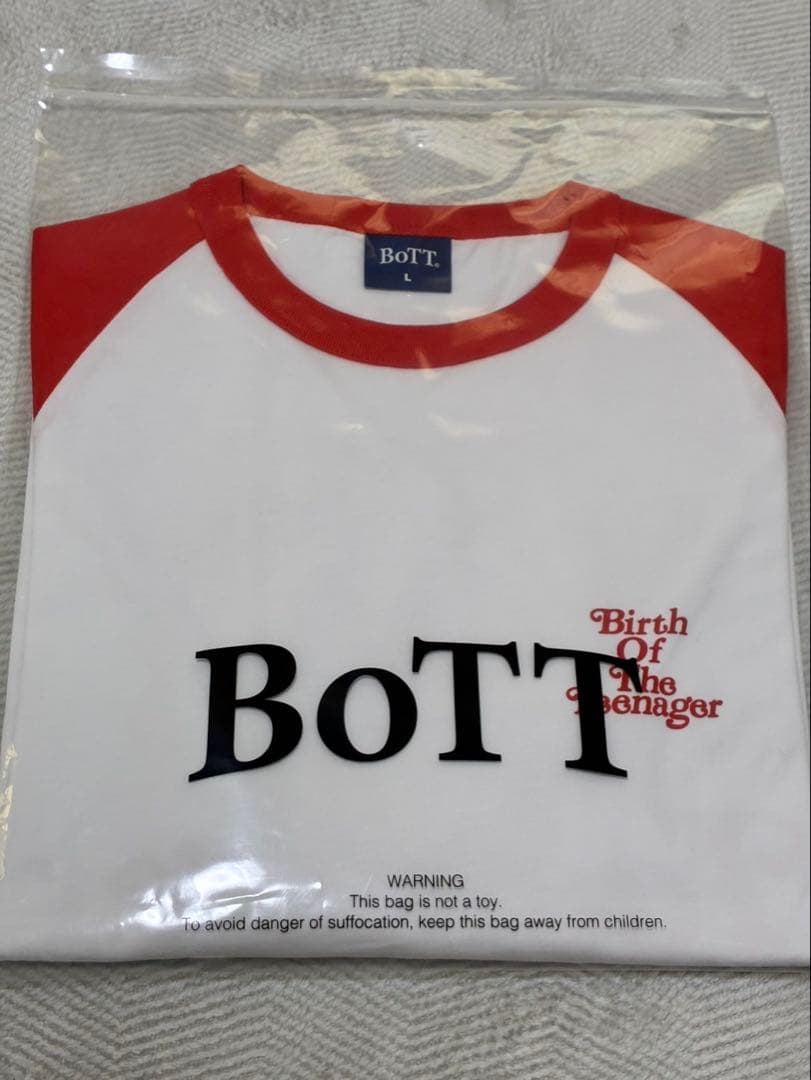 BoTT.
L
Birth
Of
The
Teenager
BoTT
WARNING
This bag is not a toy.
To avoid danger of suffocation, keep this bag away from children.